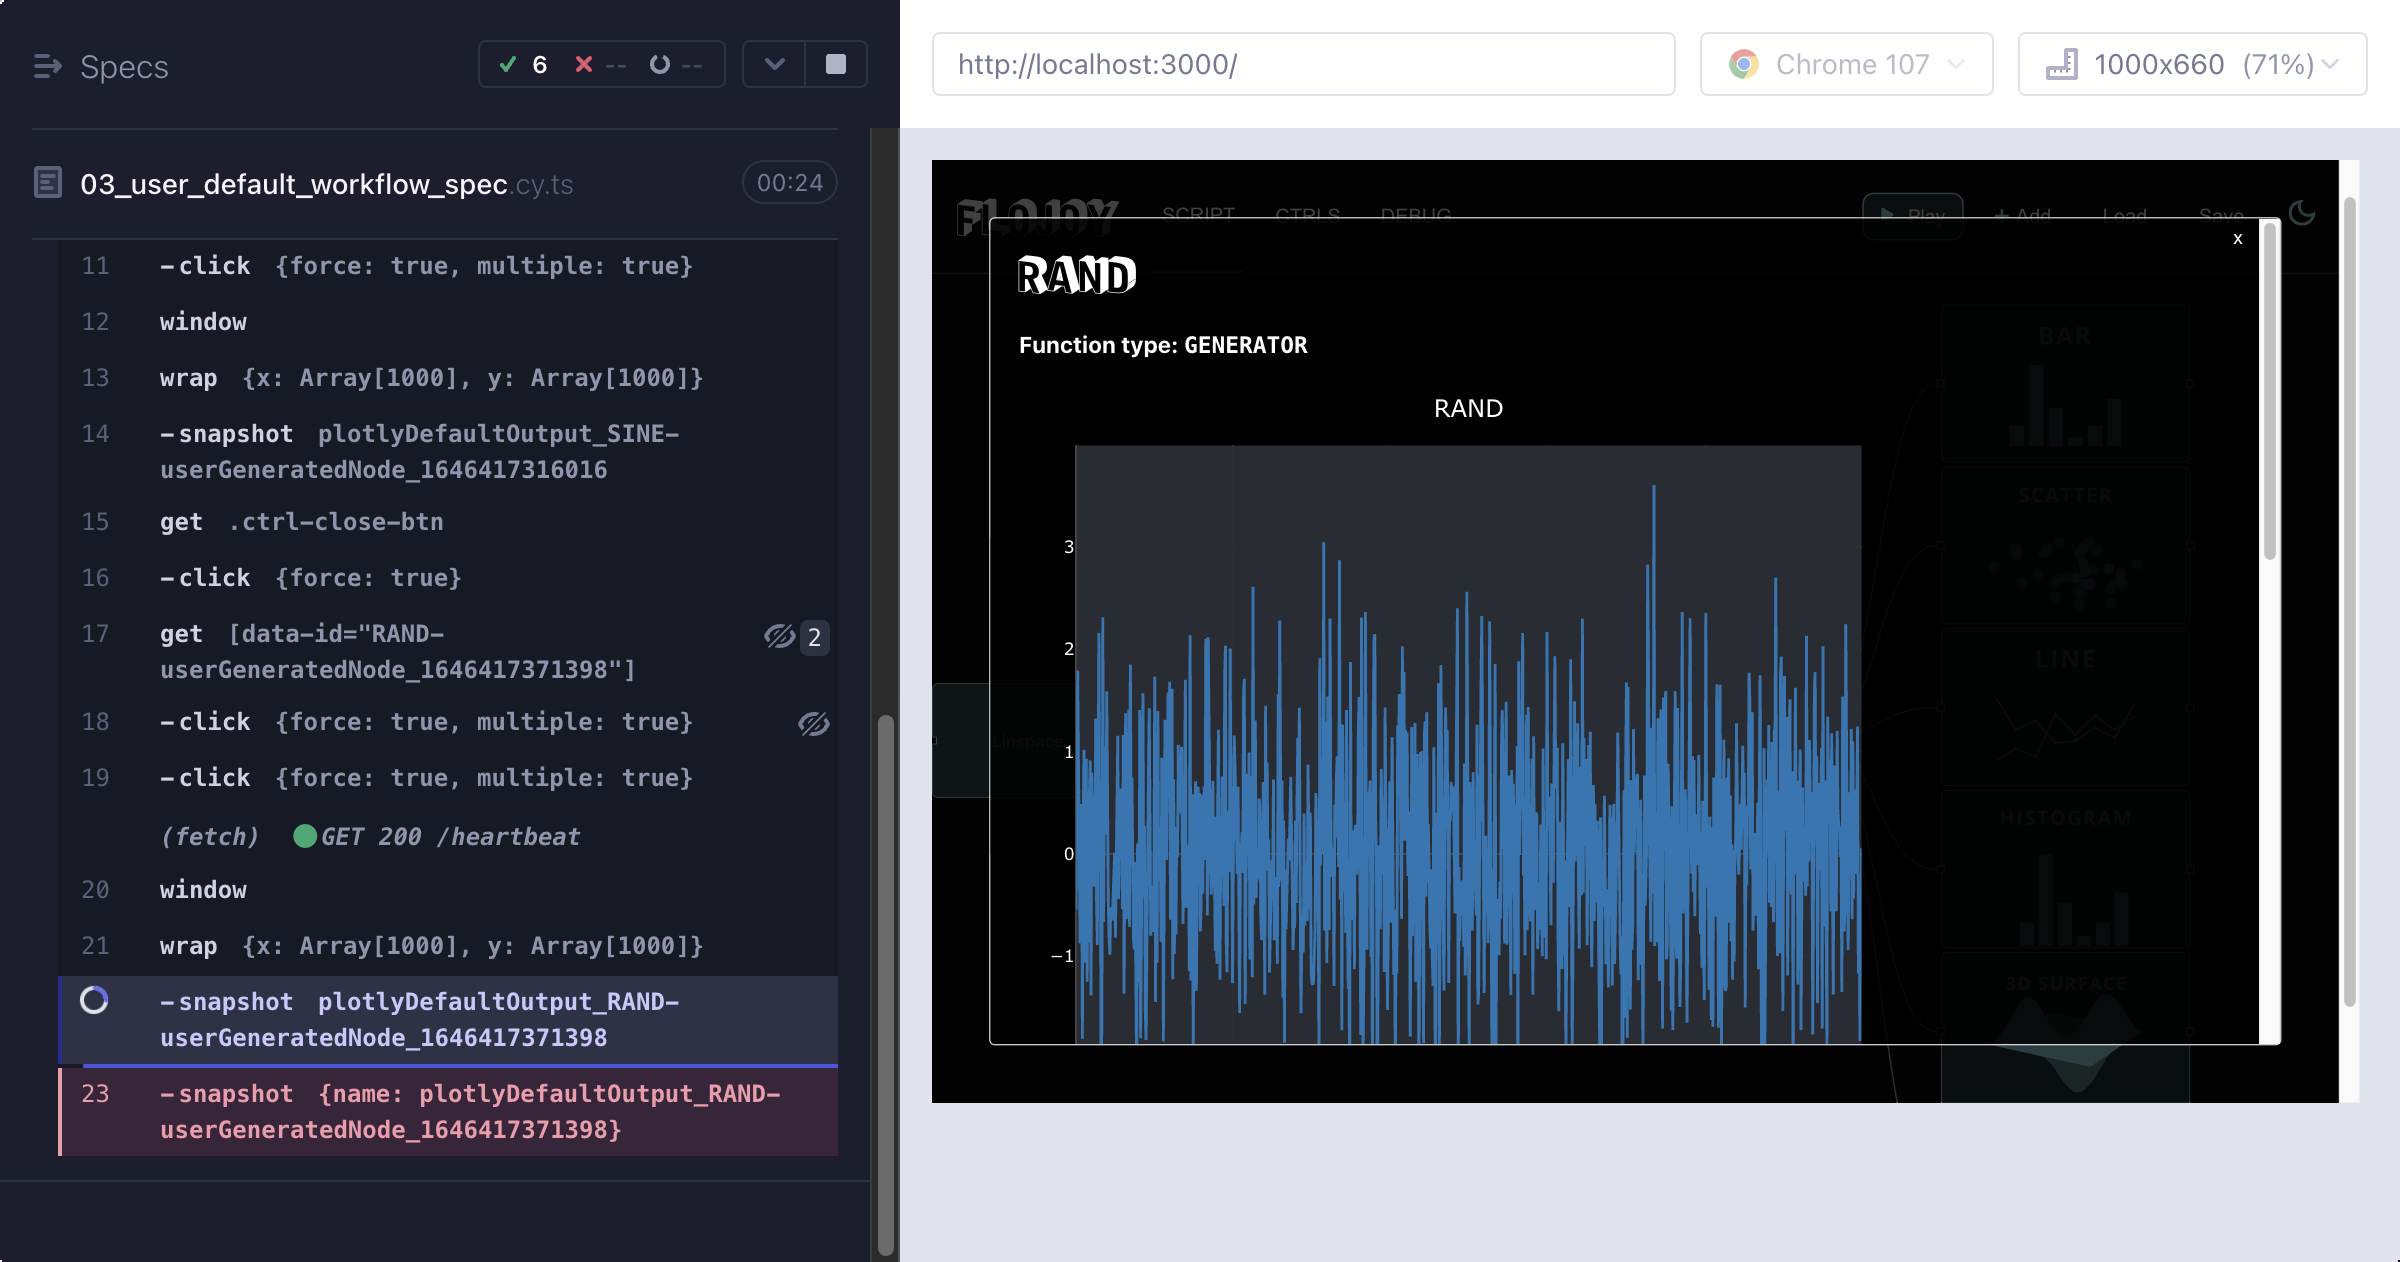 Specs
6 -- --
http://localhost:3000/
Chrome 107
1000x660 (71%)
03_user_default_workflow_spec.cy.ts
00:24
11 -click {force: true, multiple: true}
12 window
13 wrap {x: Array[1000], y: Array[1000]}
14 -snapshot plotlyDefaultOutput_SINE-
userGeneratedNode_1646417316016
15 get .ctrl-close-btn
16 -click {force: true}
17 get [data-id="RAND-
userGeneratedNode_1646417371398"]
2
18 -click {force: true, multiple: true}
19 -click {force: true, multiple: true}
(fetch) GET 200 /heartbeat
20 window
21 wrap {x: Array[1000], y: Array[1000]}
-snapshot plotlyDefaultOutput_RAND-
userGeneratedNode_1646417371398
23 -snapshot {name: plotlyDefaultOutput_RAND-
userGeneratedNode_1646417371398}
FLOJOY
SCRIPT
CTRLS
DEBUG
Play
+ Add
Load
Save
x
RAND
Function type: GENERATOR
RAND
3
2
1
0
−1
Linspace
BAR
SCATTER
LINE
HISTOGRAM
3D SURFACE